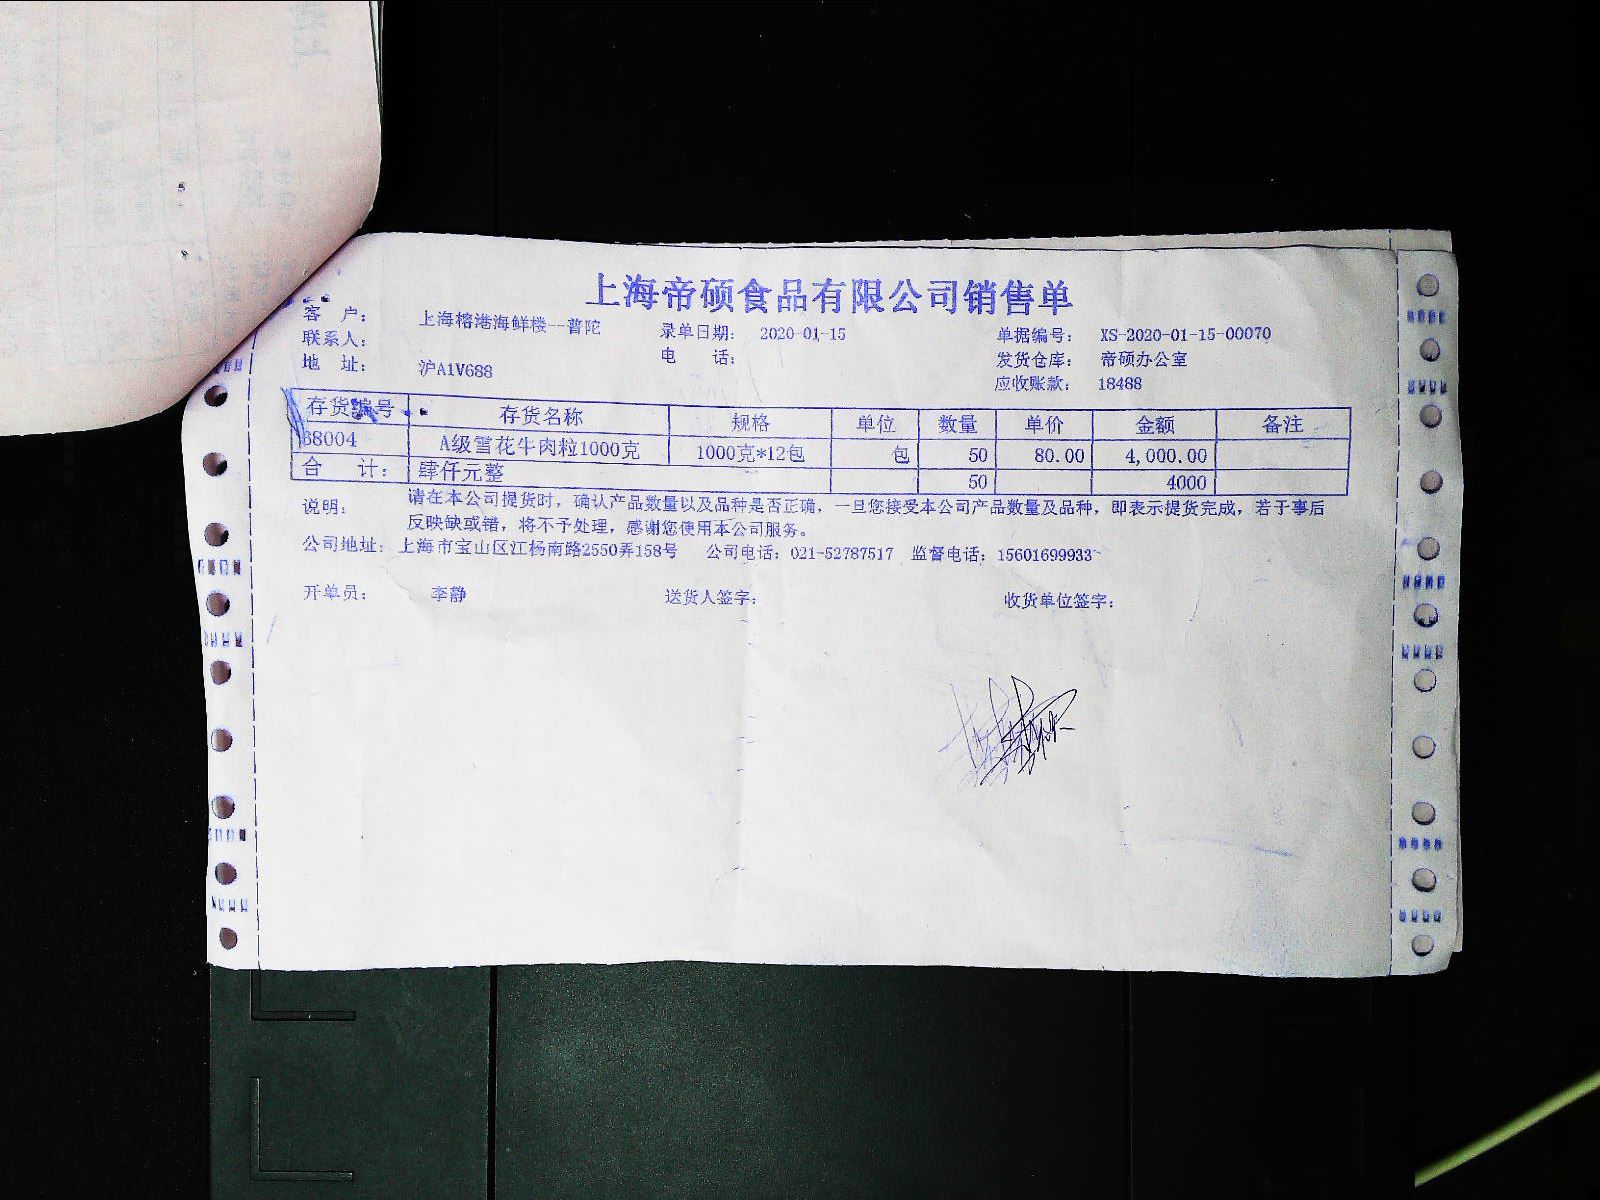 上海帝硕食品有限公司销售单
客 户： 上海榕港海鲜楼--普陀 录单日期： 2020-01-15 单据编号： XS-2020-01-15-00070
联系人： 电 话： 发货仓库： 帝硕办公室
地 址： 沪A1V688 应收账款： 18488
存货编号 存货名称 规格 单位 数量 单价 金额 备注
68004 A级雪花牛肉粒1000克 1000克*12包 包 50 80.00 4,000.00
合 计： 肆仟元整 50 4000
说明： 请在本公司提货时，确认产品数量以及品种是否正确，一旦您接受本公司产品数量及品种，即表示提货完成，若于事后
反映缺或错，将不予处理，感谢您使用本公司服务。
公司地址： 上海市宝山区江杨南路2550弄158号 公司电话：021-52787517 监督电话：15601699933
开单员： 李静 送货人签字： 收货单位签字：